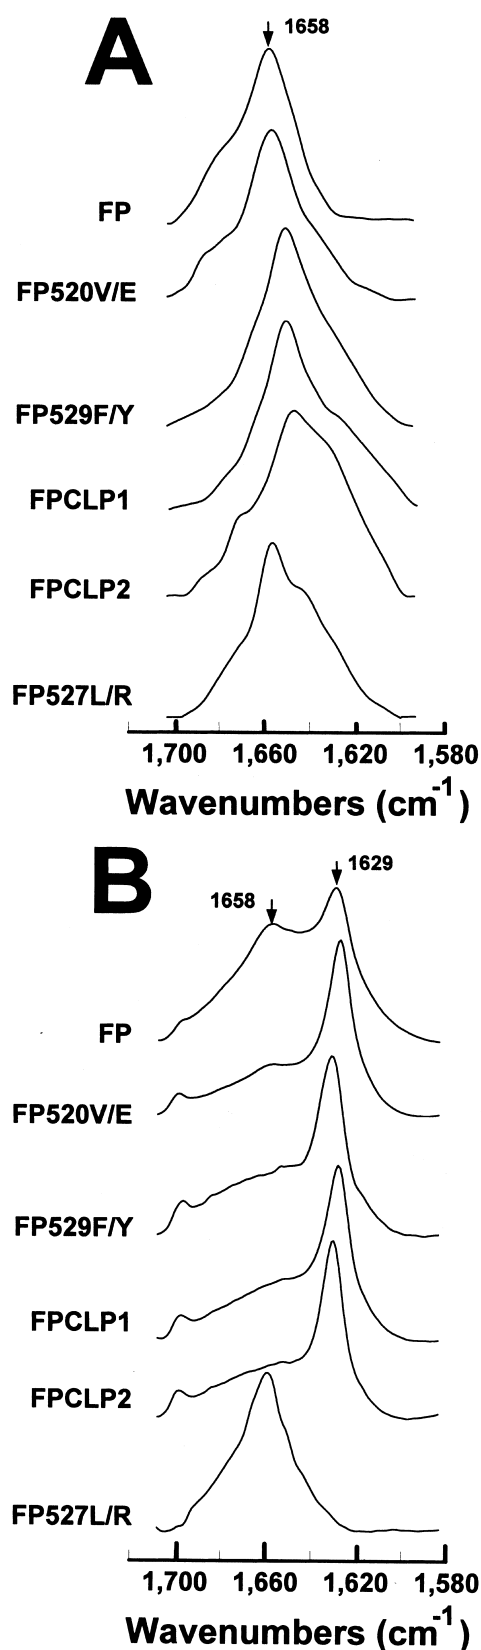 A
1658
FP
FP520V/E
FP529F/Y
FPCLP1
FPCLP2
FP527L/R
1,700 1,660 1,620 1,580
Wavenumbers (cm-1)
B
1629
1658
FP
FP520V/E
FP529F/Y
FPCLP1
FPCLP2
FP527L/R
1,700 1,660 1,620 1,580
Wavenumbers (cm-1)